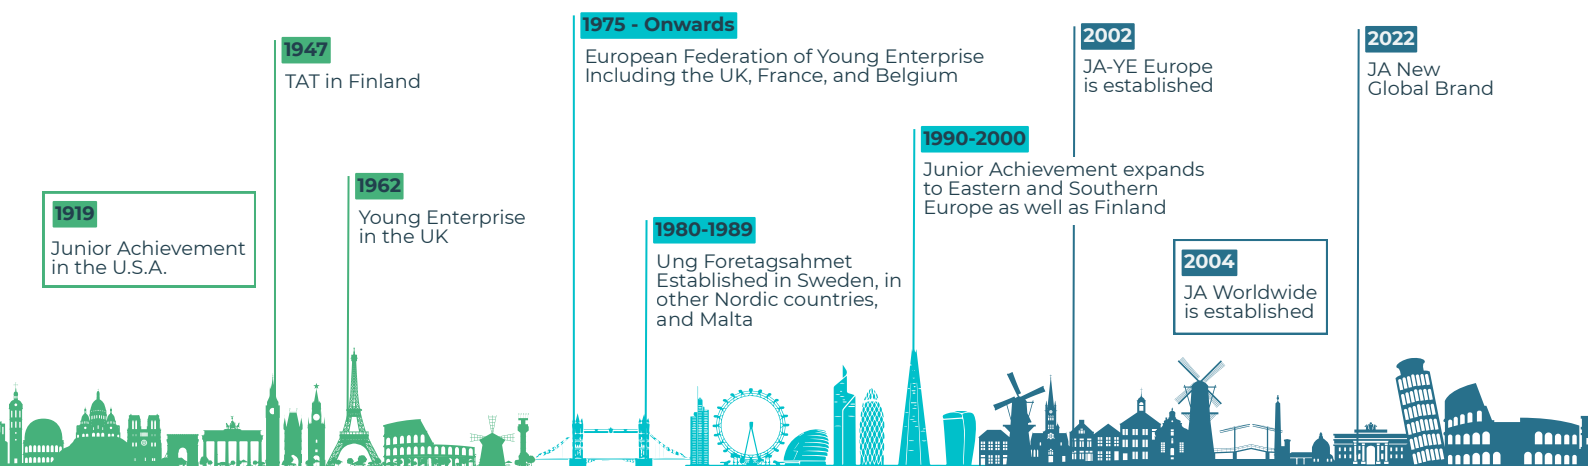 1919
Junior Achievement
in the U.S.A.
1947
TAT in Finland
1962
Young Enterprise
in the UK
1975 - Onwards
European Federation of Young Enterprise
Including the UK, France, and Belgium
1980-1989
Ung Foretagsahmet
Established in Sweden, in
other Nordic countries,
and Malta
1990-2000
Junior Achievement expands
to Eastern and Southern
Europe as well as Finland
2002
JA-YE Europe
is established
2004
JA Worldwide
is established
2022
JA New
Global Brand